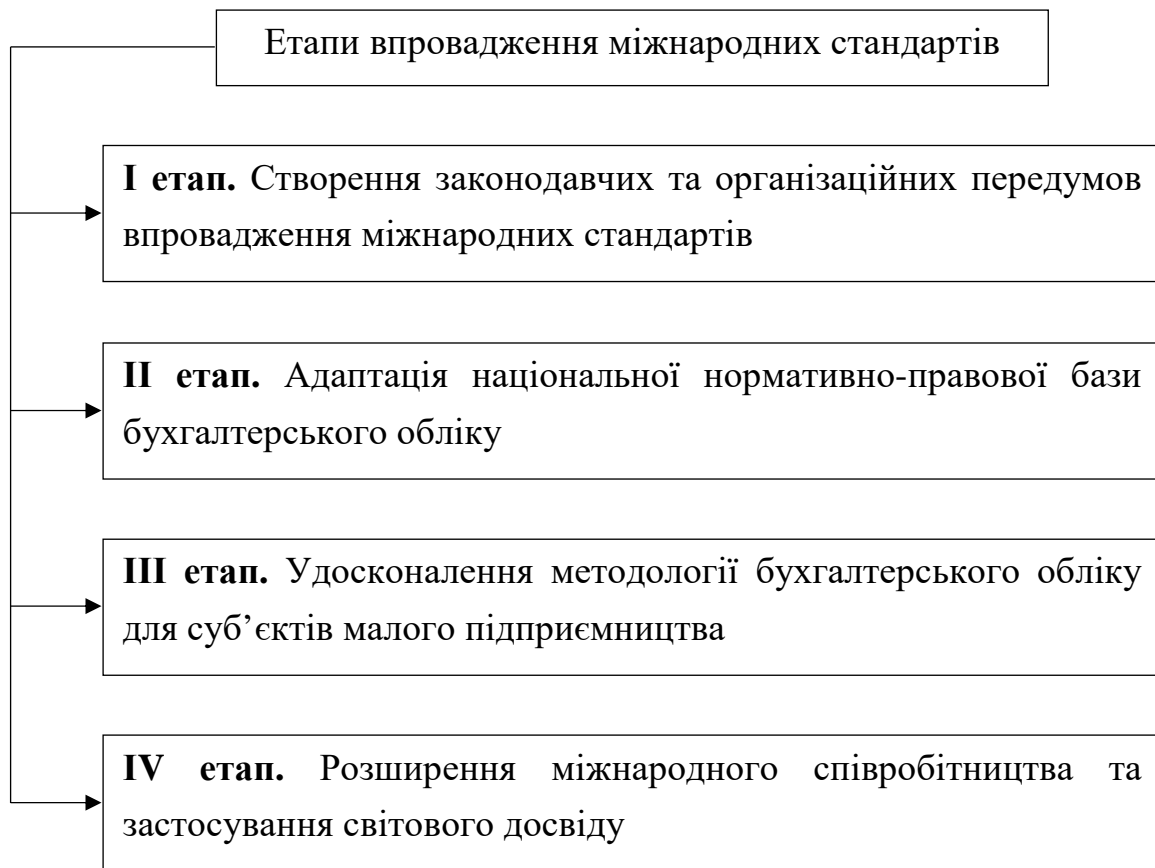 Етапи впровадження міжнародних стандартів
I етап. Створення законодавчих та організаційних передумов
впровадження міжнародних стандартів
II етап. Адаптація національної нормативно-правової бази
бухгалтерського обліку
III етап. Удосконалення методології бухгалтерського обліку
для суб’єктів малого підприємництва
IV етап. Розширення міжнародного співробітництва та
застосування світового досвіду